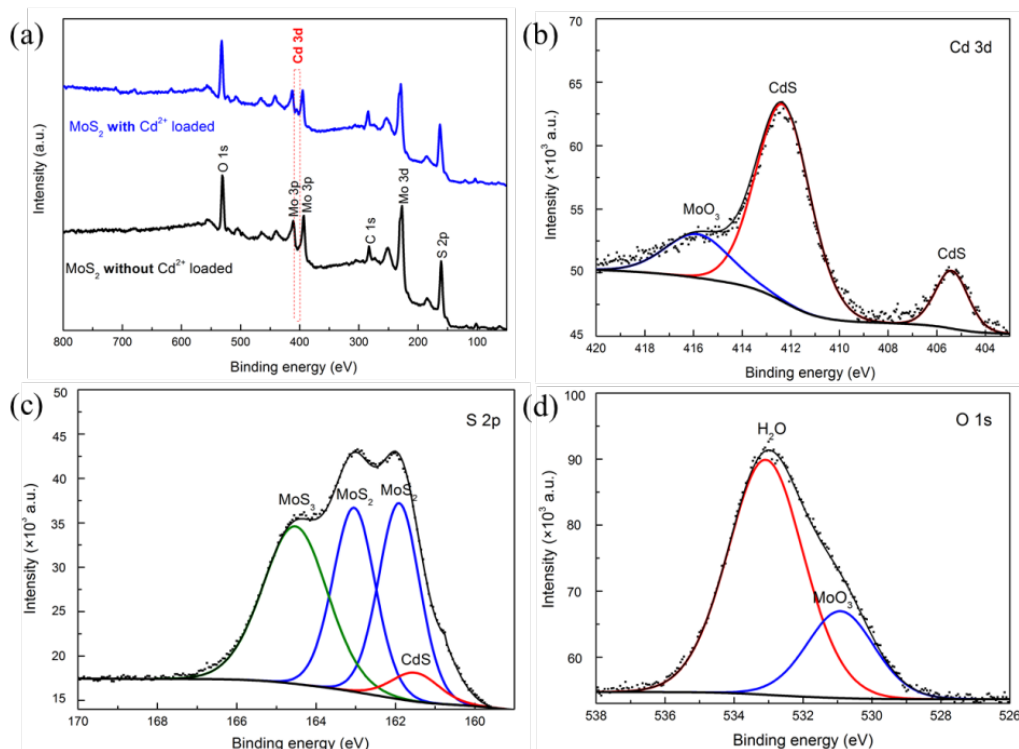 (a)
Cd 3d
MoS₂ with Cd²⁺ loaded
O 1s
Mo 3p
Mo 3p
C 1s
Mo 3d
S 2p
MoS₂ without Cd²⁺ loaded
Intensity (a.u.)
800 700 600 500 400 300 200 100
Binding energy (eV)
(b)
Cd 3d
CdS
MoO₃
CdS
Intensity (×10³ a.u.)
70
65
60
55
50
45
420 418 416 414 412 410 408 406 404
Binding energy (eV)
(c)
S 2p
MoS₃
MoS₂
MoS₂
CdS
Intensity (×10³ a.u.)
50
45
40
35
30
25
20
15
170 168 166 164 162 160
Binding energy (eV)
(d)
O 1s
H₂O
MoO₃
Intensity (×10³ a.u.)
100
90
80
70
60
538 536 534 532 530 528 526
Binding energy (eV)